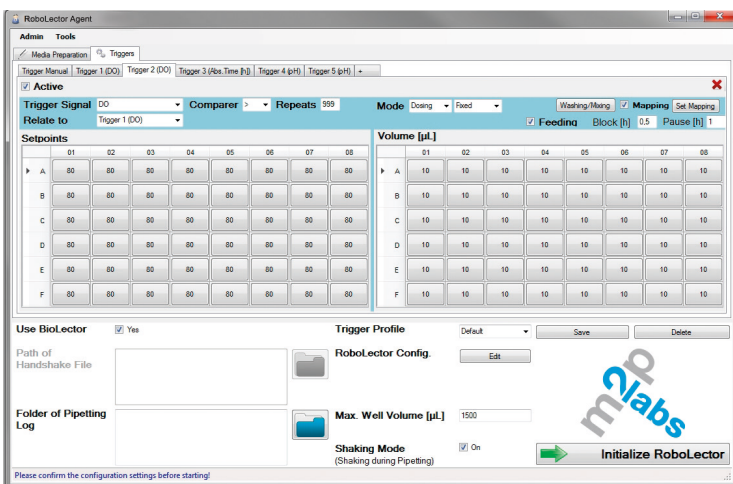 RoboLector Agent
Admin Tools
Media Preparation Triggers
Trigger Manual Trigger 1 (DO) Trigger 2 (DO) Trigger 3 (Abs.Time [h]) Trigger 4 (pH) Trigger 5 (pH) +
Active
Trigger Signal DO Comparer > Repeats 999 Mode Dosing Fixed Washing/Mixing Mapping Set Mapping
Relate to Trigger 1 (DO) Feeding Block [h] 0.5 Pause [h] 1
Setpoints Volume [µL]
01 02 03 04 05 06 07 08 01 02 03 04 05 06 07 08
A 80 80 80 80 80 80 80 80 A 10 10 10 10 10 10 10 10
B 80 80 80 80 80 80 80 80 B 10 10 10 10 10 10 10 10
C 80 80 80 80 80 80 80 80 C 10 10 10 10 10 10 10 10
D 80 80 80 80 80 80 80 80 D 10 10 10 10 10 10 10 10
E 80 80 80 80 80 80 80 80 E 10 10 10 10 10 10 10 10
F 80 80 80 80 80 80 80 80 F 10 10 10 10 10 10 10 10
Use BioLector Yes Trigger Profile Default Save Delete
Path of
Handshake File
RoboLector Config. Edit
m2p labs
Folder of Pipetting
Log
Max. Well Volume [µL] 1500
Shaking Mode On
(Shaking during Pipetting)
Initialize RoboLector
Please confirm the configuration settings before starting!